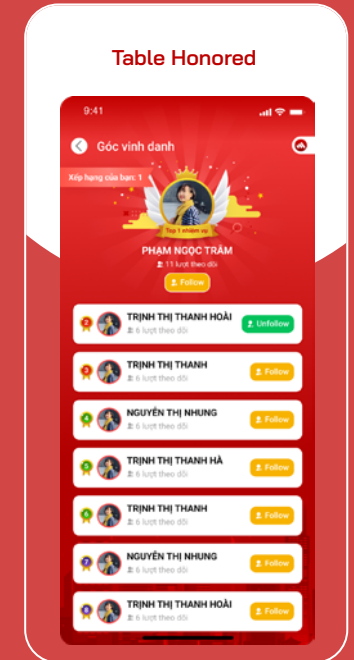 Table Honored
9:41
Góc vinh danh
Xếp hạng của bạn: 1
Top 1 nhiệm vụ
PHẠM NGỌC TRÂM
11 lượt theo dõi
Follow
2
TRỊNH THỊ THANH HOÀI
6 lượt theo dõi
Unfollow
3
TRỊNH THỊ THANH
6 lượt theo dõi
Follow
4
NGUYỄN THỊ NHUNG
6 lượt theo dõi
Follow
5
TRỊNH THỊ THANH HÀ
6 lượt theo dõi
Follow
6
TRỊNH THỊ THANH
6 lượt theo dõi
Follow
7
NGUYỄN THỊ NHUNG
6 lượt theo dõi
Follow
8
TRỊNH THỊ THANH HOÀI
6 lượt theo dõi
Follow